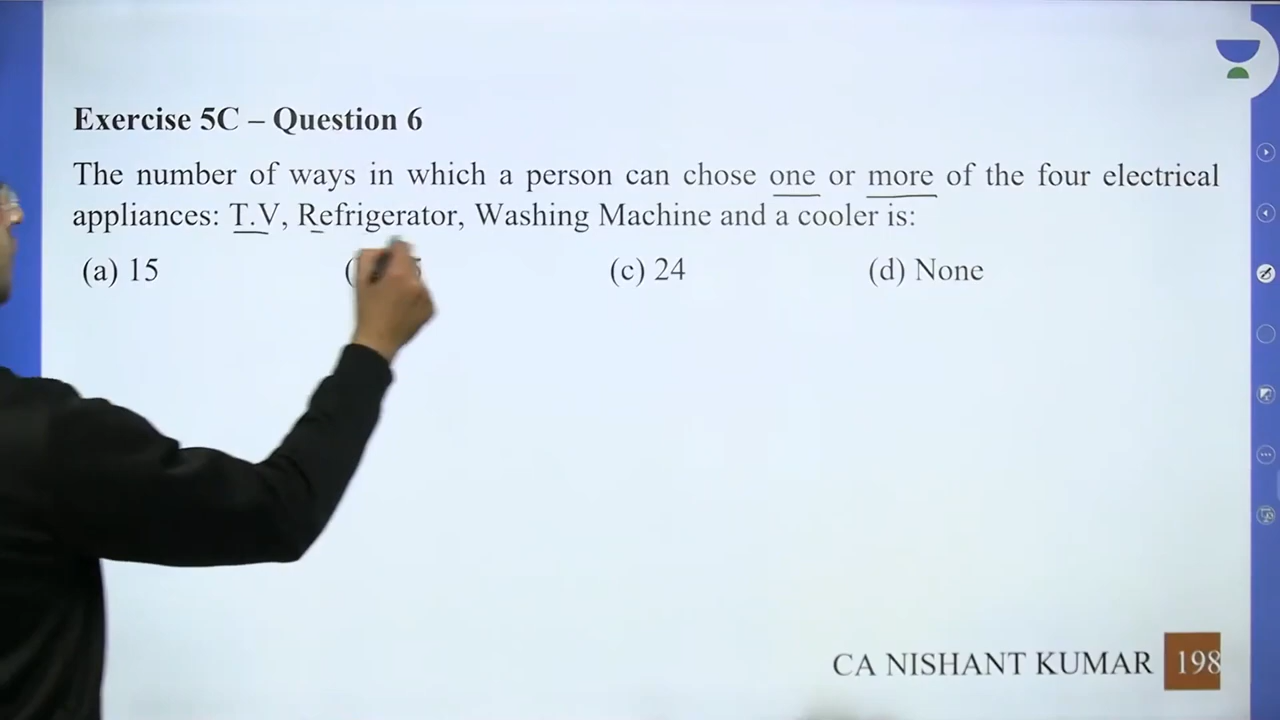 Exercise 5C – Question 6
The number of ways in which a person can chose one or more of the four electrical
appliances: T.V, Refrigerator, Washing Machine and a cooler is:
(a) 15
(c) 24
(d) None
CA NISHANT KUMAR 198